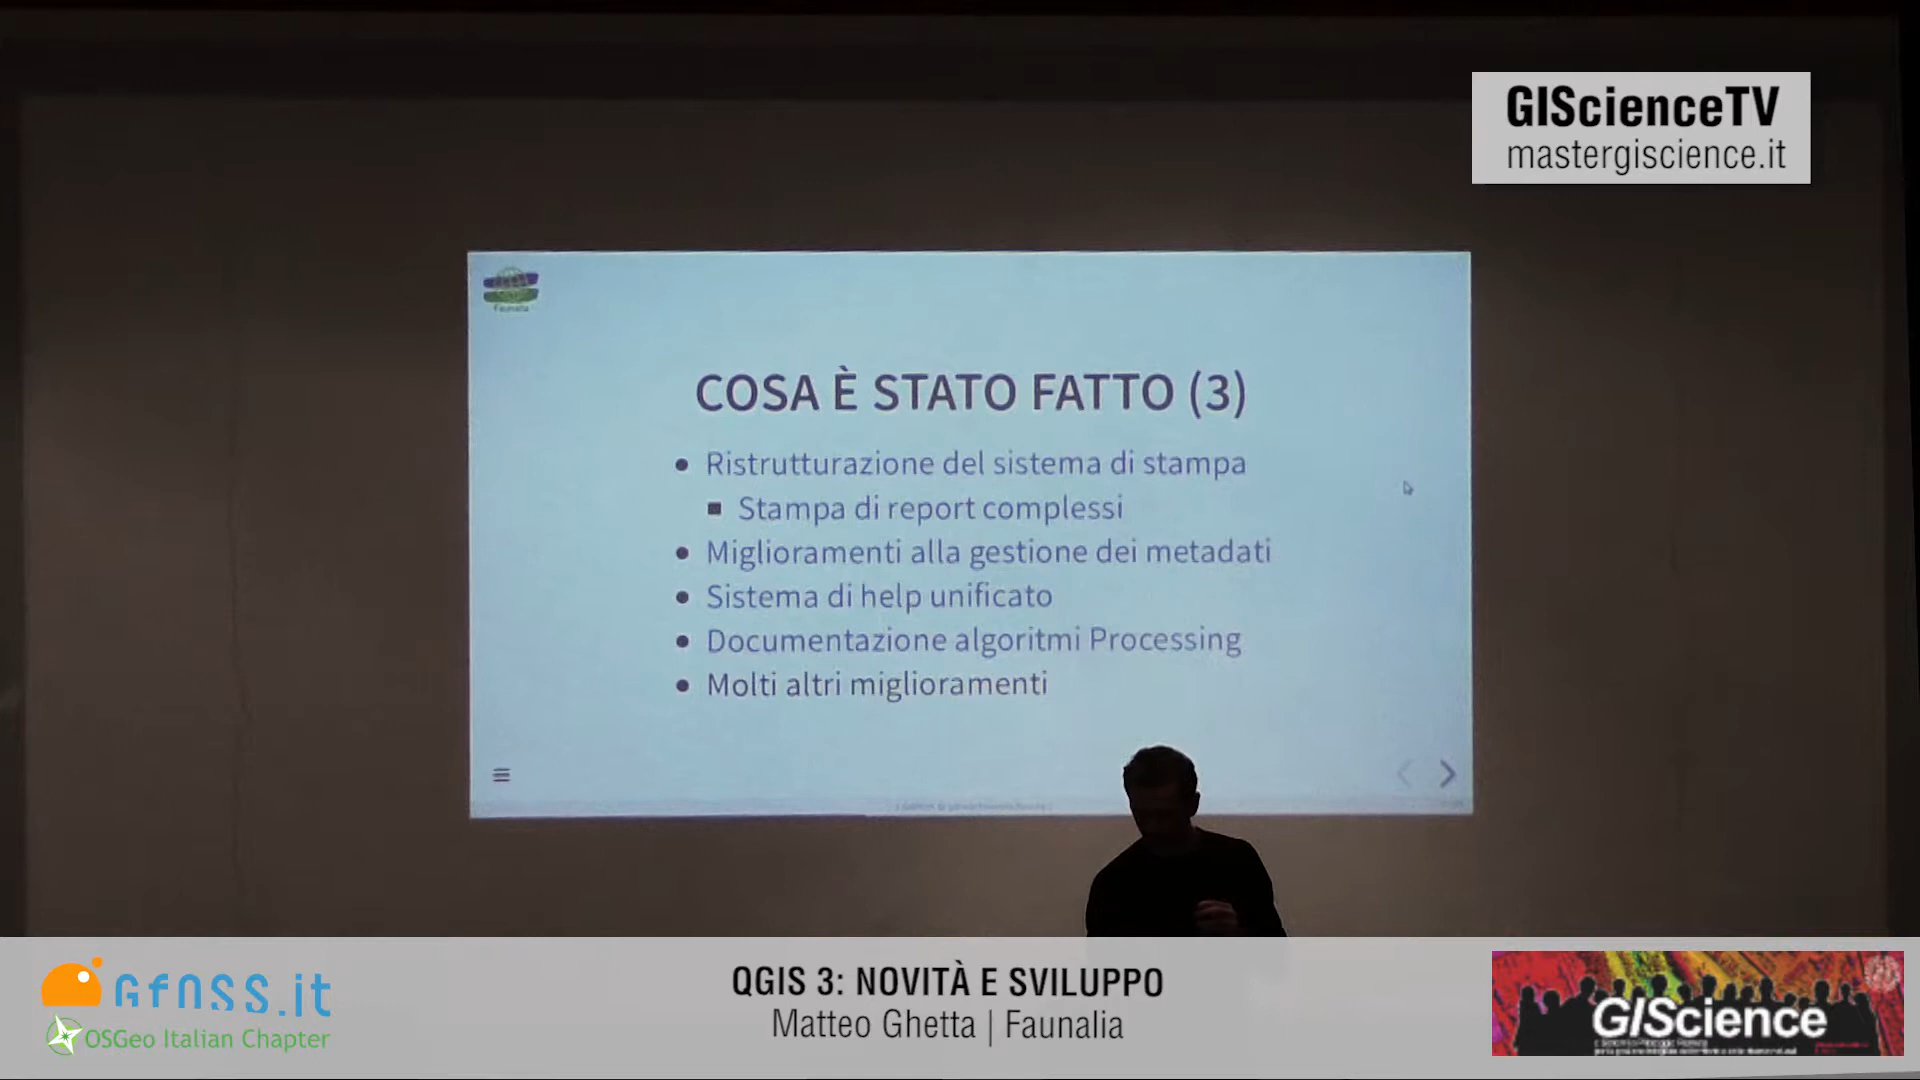 GIScienceTV
mastergiscience.it
Faunalia
COSA È STATO FATTO (3)
Ristrutturazione del sistema di stampa
Stampa di report complessi
Miglioramenti alla gestione dei metadati
Sistema di help unificato
Documentazione algoritmi Processing
Molti altri miglioramenti
GfOSS.it
OSGeo Italian Chapter
QGIS 3: NOVITÀ E SVILUPPO
Matteo Ghetta | Faunalia
GIScience